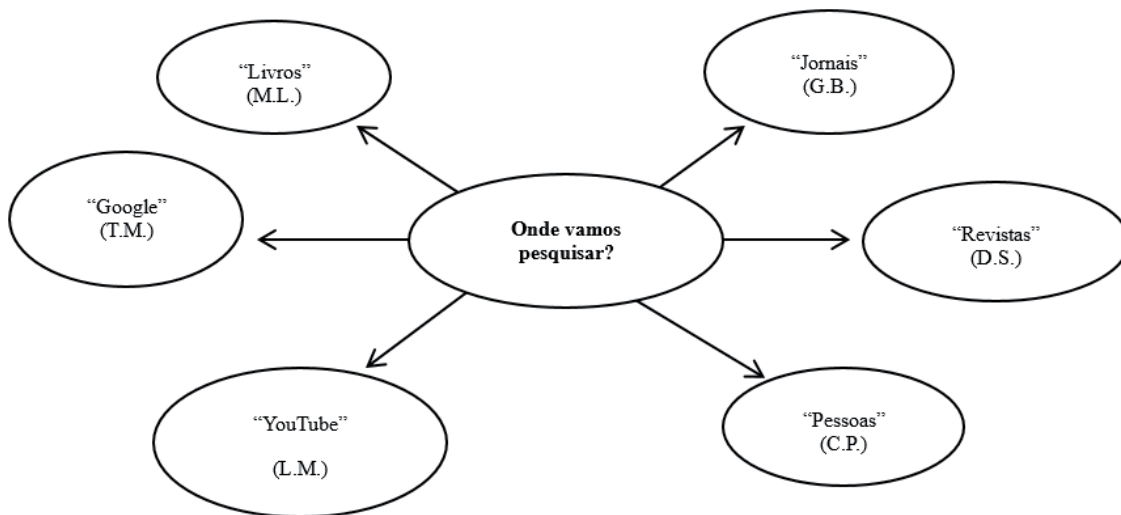 “Livros”
(M.L.)
“Jornais”
(G.B.)
“Google”
(T.M.)
Onde vamos
pesquisar?
“Revistas”
(D.S.)
“YouTube”
(L.M.)
“Pessoas”
(C.P.)